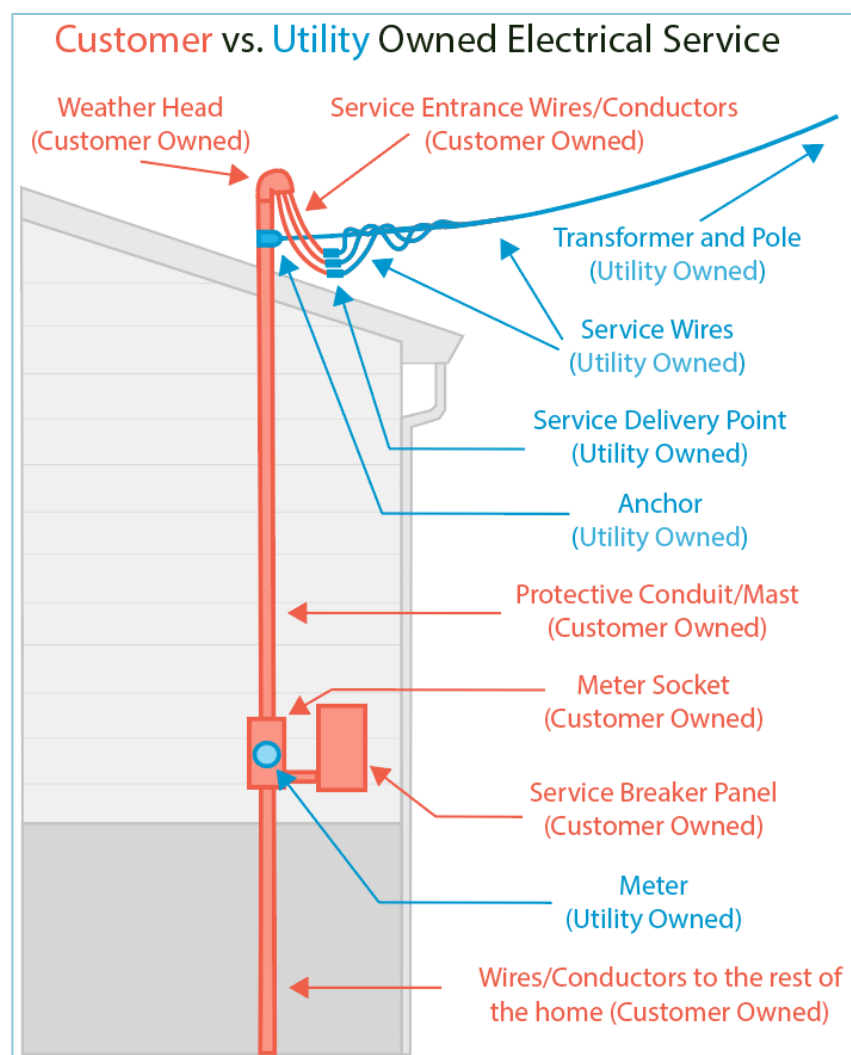 Customer vs. Utility Owned Electrical Service
Weather Head
(Customer Owned)
Service Entrance Wires/Conductors
(Customer Owned)
Transformer and Pole
(Utility Owned)
Service Wires
(Utility Owned)
Service Delivery Point
(Utility Owned)
Anchor
(Utility Owned)
Protective Conduit/Mast
(Customer Owned)
Meter Socket
(Customer Owned)
Service Breaker Panel
(Customer Owned)
Meter
(Utility Owned)
Wires/Conductors to the rest of
the home (Customer Owned)